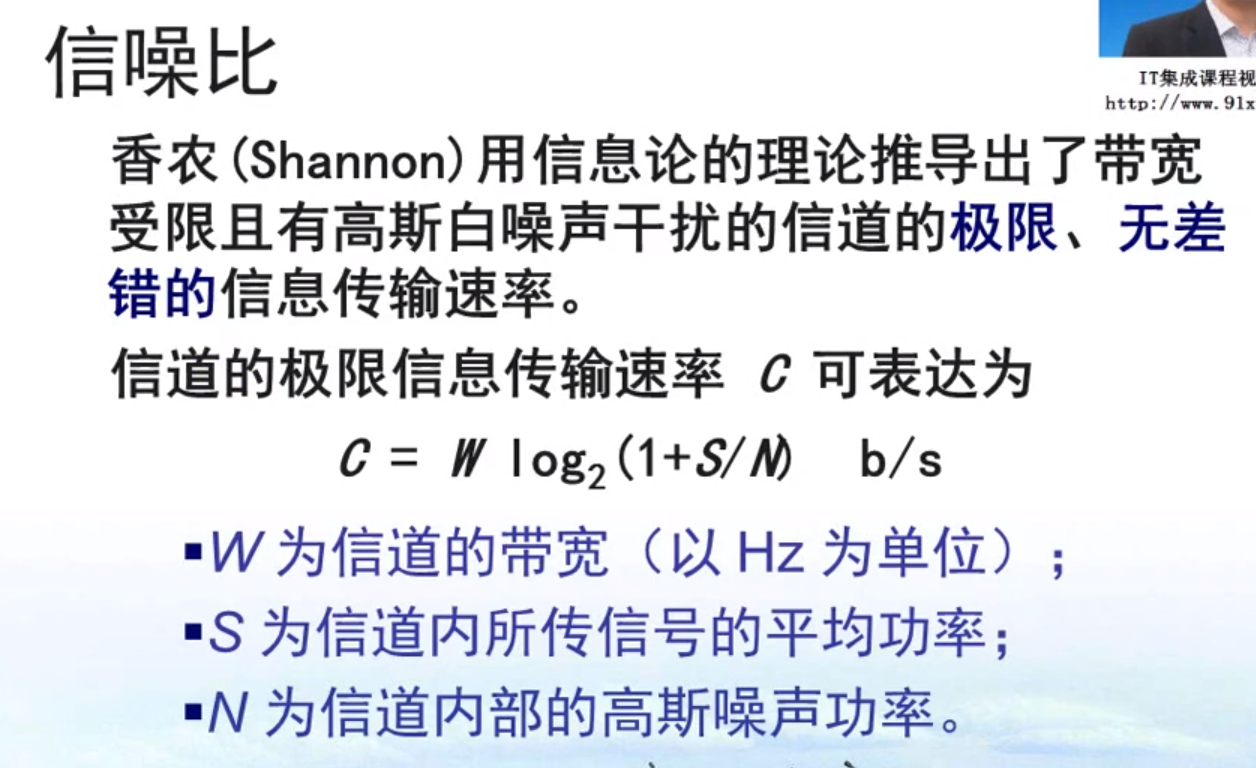 信噪比
IT集成课程视
http://www.91x
香农(Shannon)用信息论的理论推导出了带宽
受限且有高斯白噪声干扰的信道的极限、无差
错的信息传输速率。
信道的极限信息传输速率 C 可表达为
C = W log₂(1+S/N) b/s
▪W 为信道的带宽（以 Hz 为单位）；
▪S 为信道内所传信号的平均功率；
▪N 为信道内部的高斯噪声功率。